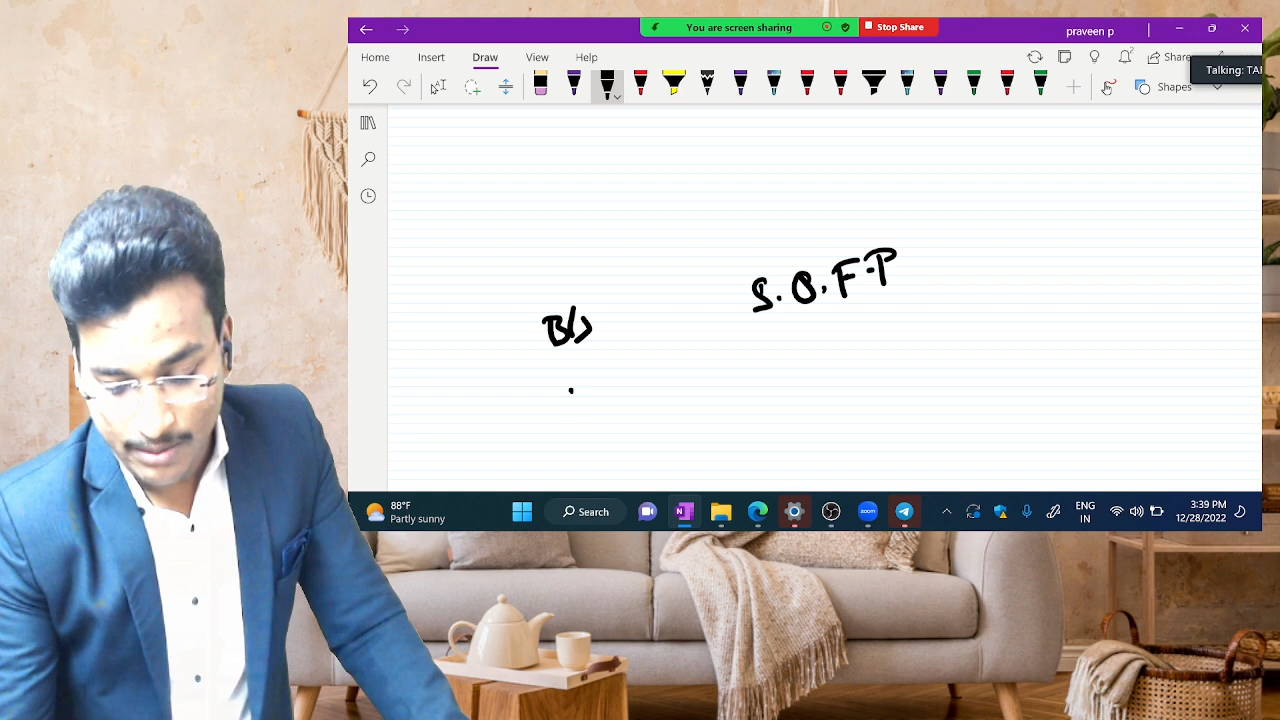 You are screen sharing
Stop Share
praveen p
Home Insert Draw View Help
Share
Talking: TA
Shapes
S.O.F.P
B/s
88°F
Partly sunny
Search
zoom
ENG
IN
3:39 PM
12/28/2022